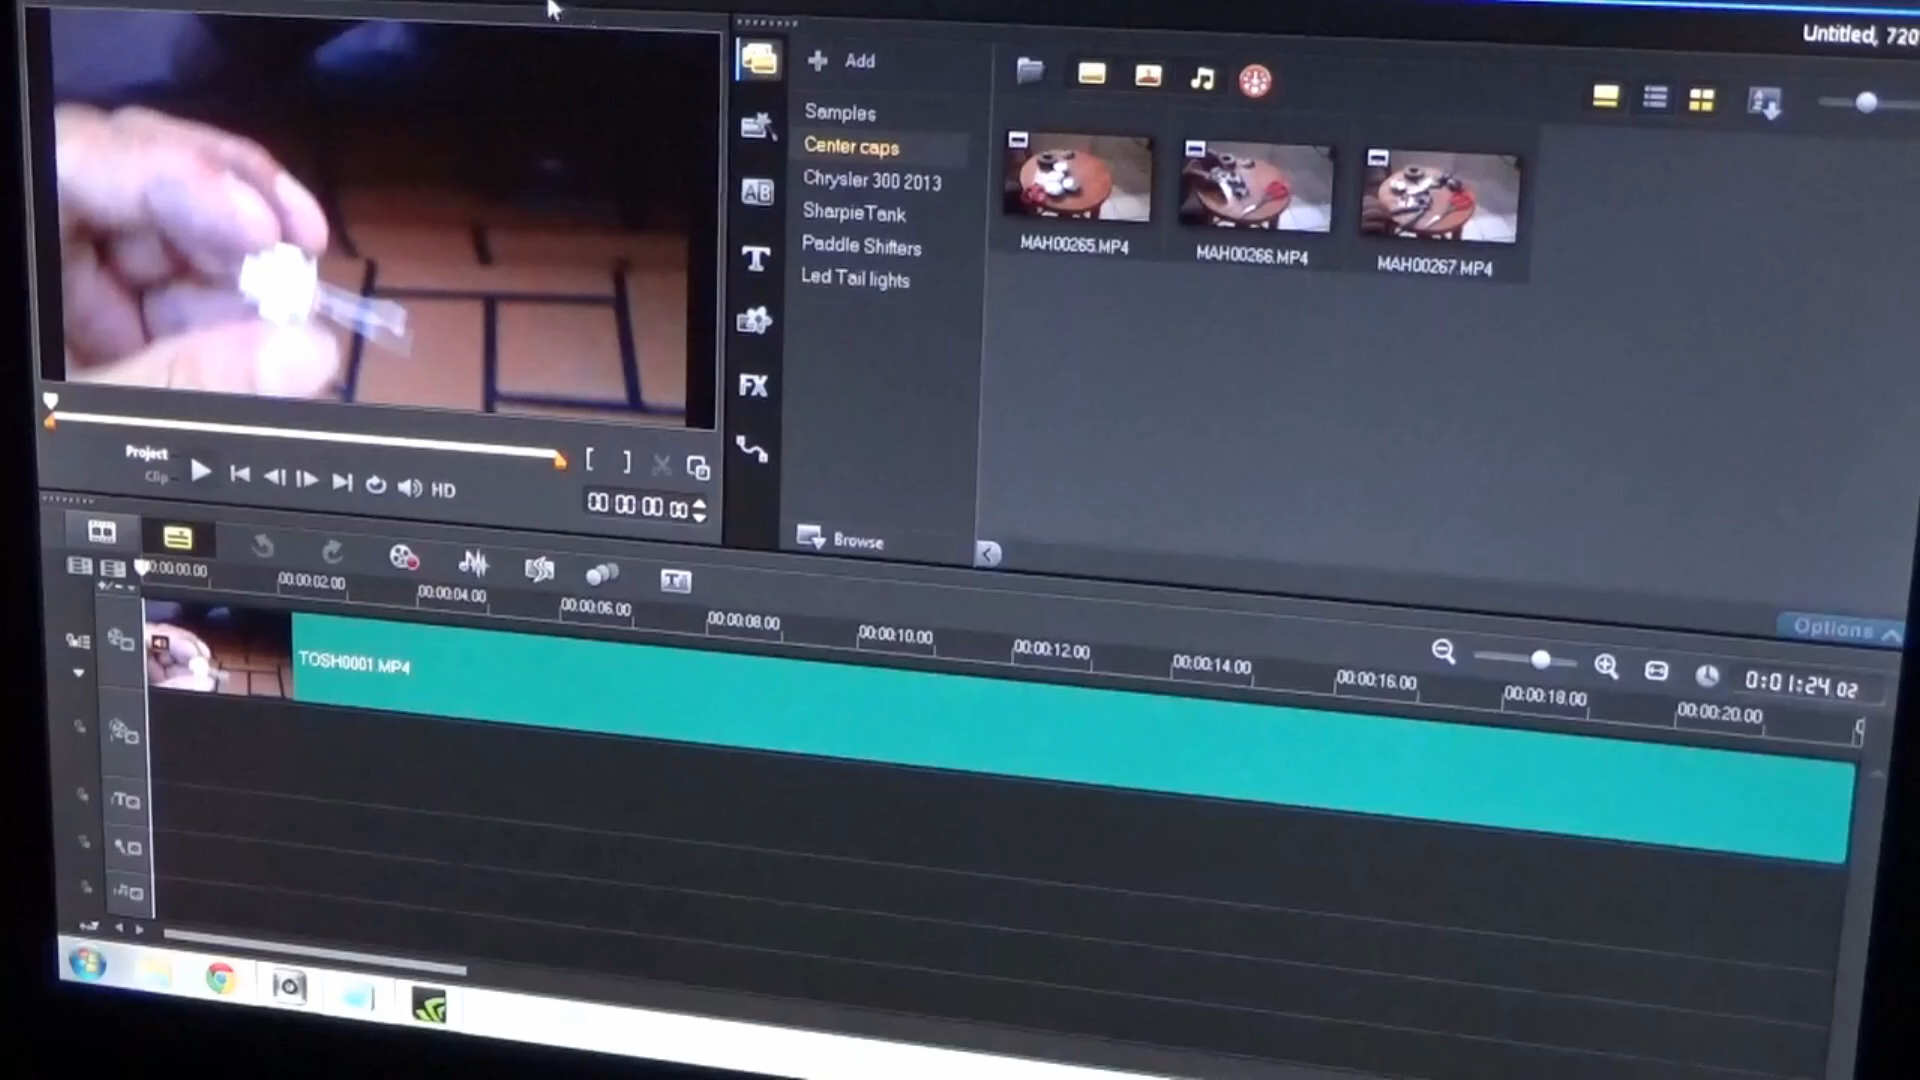 Untitled, 720
Add
Samples
Center caps
Chrysler 300 2013
SharpieTank
Paddle Shifters
Led Tail lights
Browse
MAH00265.MP4
MAH00266.MP4
MAH00267.MP4
AB
T
FX
Project
Clip
HD
[ ]
00:00:00:00
Options
0:01:24.02
00:00:00.00
00:00:02.00
00:00:04.00
00:00:06.00
00:00:08.00
00:00:10.00
00:00:12.00
00:00:14.00
00:00:16.00
00:00:18.00
00:00:20.00
TOSH0001.MP4